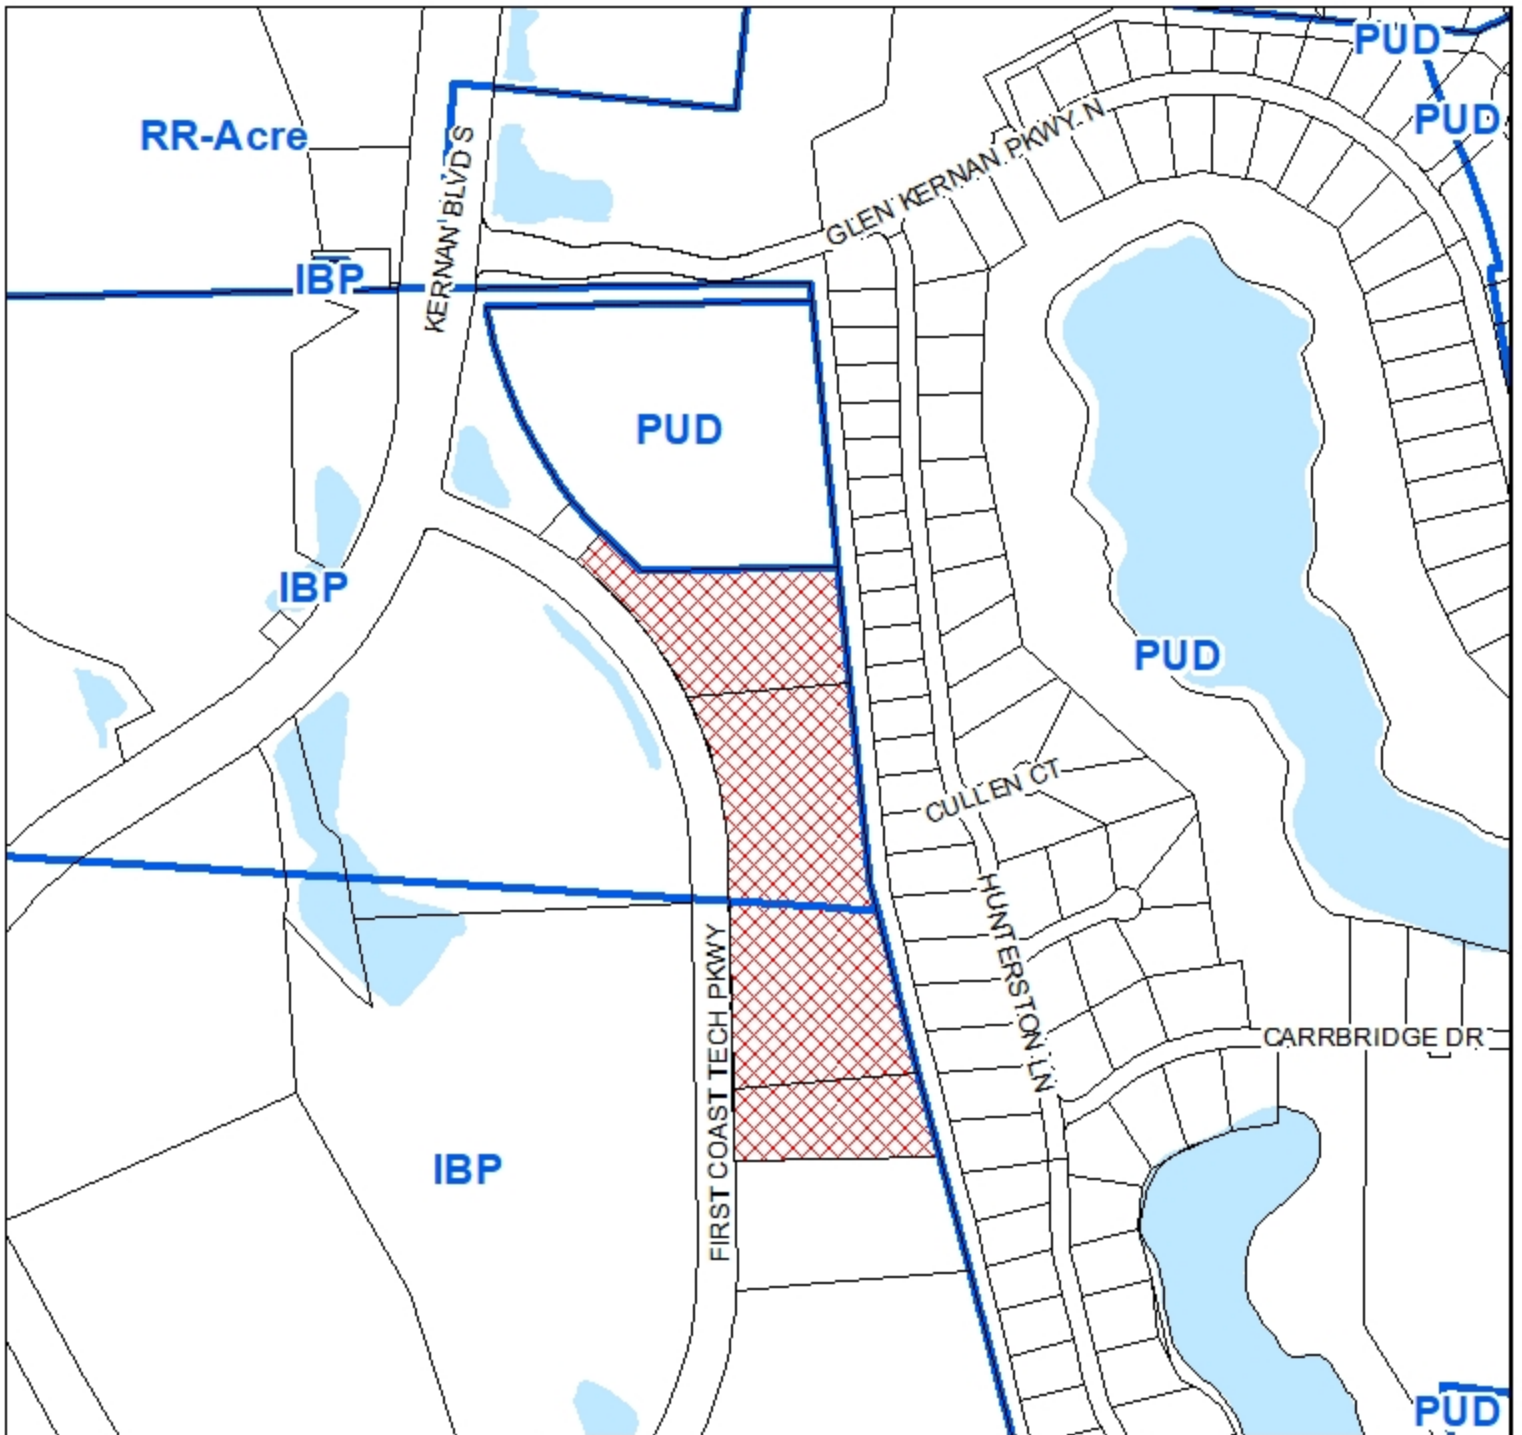 PUD
PUD
RR-Acre
GLEN KERNAN PKWY N
KERNAN BLVD S
IBP
PUD
IBP
PUD
CULLEN CT
HUNTERSTON LN
FIRST COAST TECH PKWY
CARRBRIDGE DR
IBP
PUD